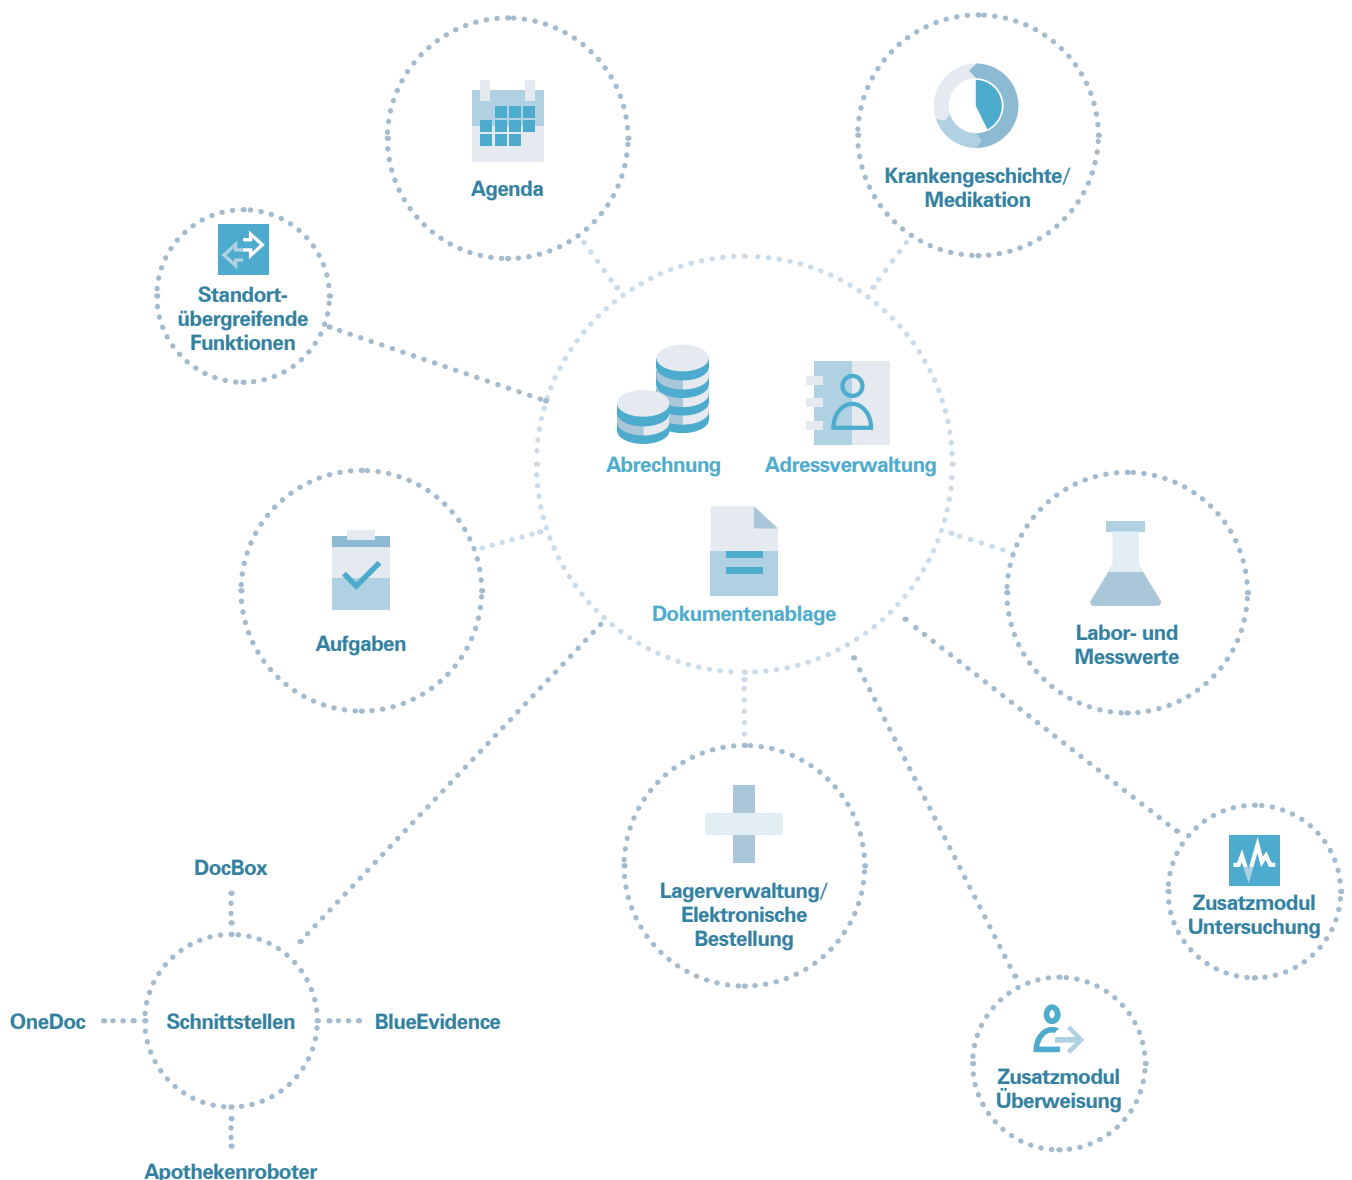 Agenda
Krankengeschichte/
Medikation
Standort-
übergreifende
Funktionen
Abrechnung
Adressverwaltung
Dokumentenablage
Aufgaben
Labor- und
Messwerte
Lagerverwaltung/
Elektronische
Bestellung
Zusatzmodul
Untersuchung
Zusatzmodul
Überweisung
DocBox
OneDoc
Schnittstellen
BlueEvidence
Apothekenroboter